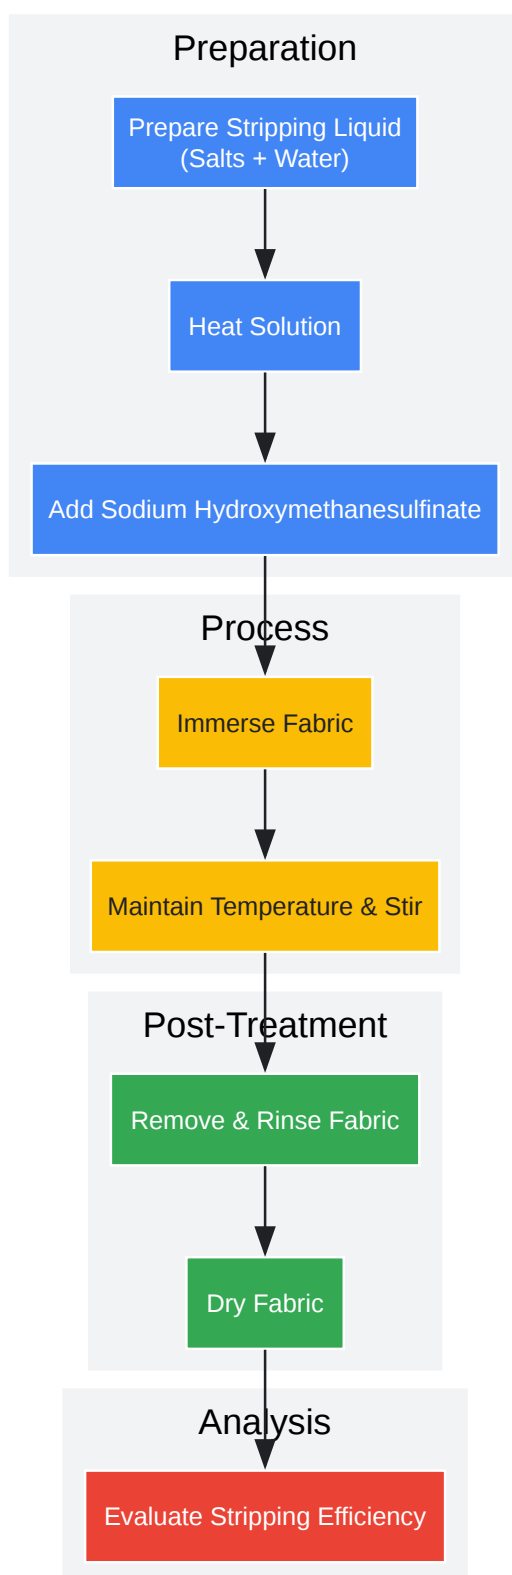 Preparation
Prepare Stripping Liquid
(Salts + Water)
Heat Solution
Add Sodium Hydroxymethanesulfinate
Process
Immerse Fabric
Maintain Temperature & Stir
Post-Treatment
Remove & Rinse Fabric
Dry Fabric
Analysis
Evaluate Stripping Efficiency